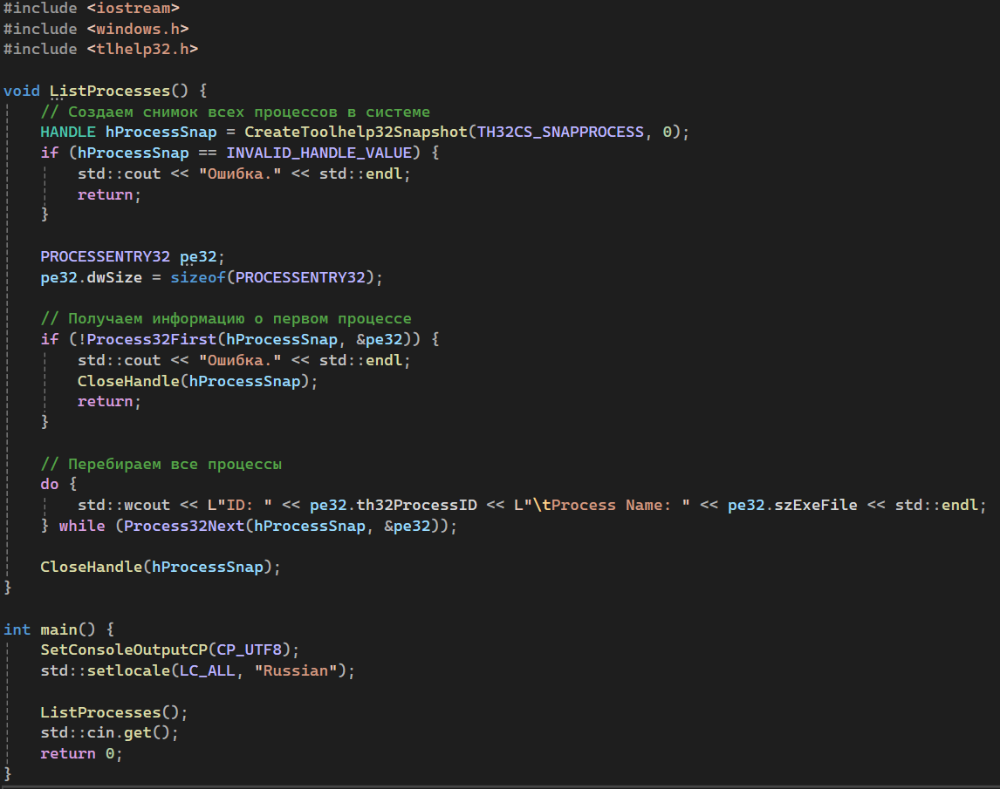 #include <iostream>
#include <windows.h>
#include <tlhelp32.h>

void ListProcesses() {
    // Создаем снимок всех процессов в системе
    HANDLE hProcessSnap = CreateToolhelp32Snapshot(TH32CS_SNAPPROCESS, 0);
    if (hProcessSnap == INVALID_HANDLE_VALUE) {
        std::cout << "Ошибка." << std::endl;
        return;
    }

    PROCESSENTRY32 pe32;
    pe32.dwSize = sizeof(PROCESSENTRY32);

    // Получаем информацию о первом процессе
    if (!Process32First(hProcessSnap, &pe32)) {
        std::cout << "Ошибка." << std::endl;
        CloseHandle(hProcessSnap);
        return;
    }

    // Перебираем все процессы
    do {
        std::wcout << L"ID: " << pe32.th32ProcessID << L"\tProcess Name: " << pe32.szExeFile << std::endl;
    } while (Process32Next(hProcessSnap, &pe32));

    CloseHandle(hProcessSnap);
}

int main() {
    SetConsoleOutputCP(CP_UTF8);
    std::setlocale(LC_ALL, "Russian");

    ListProcesses();
    std::cin.get();
    return 0;
}